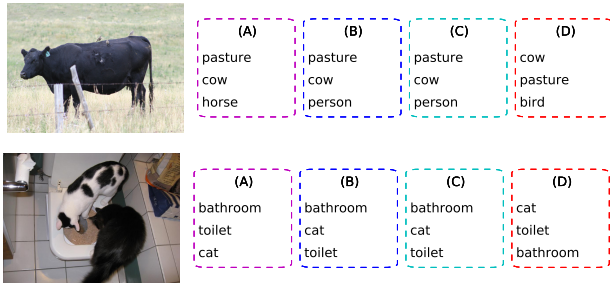 (A)
pasture
cow
horse
(B)
pasture
cow
person
(C)
pasture
cow
person
(D)
cow
pasture
bird
(A)
bathroom
toilet
cat
(B)
bathroom
cat
toilet
(C)
bathroom
cat
toilet
(D)
cat
toilet
bathroom